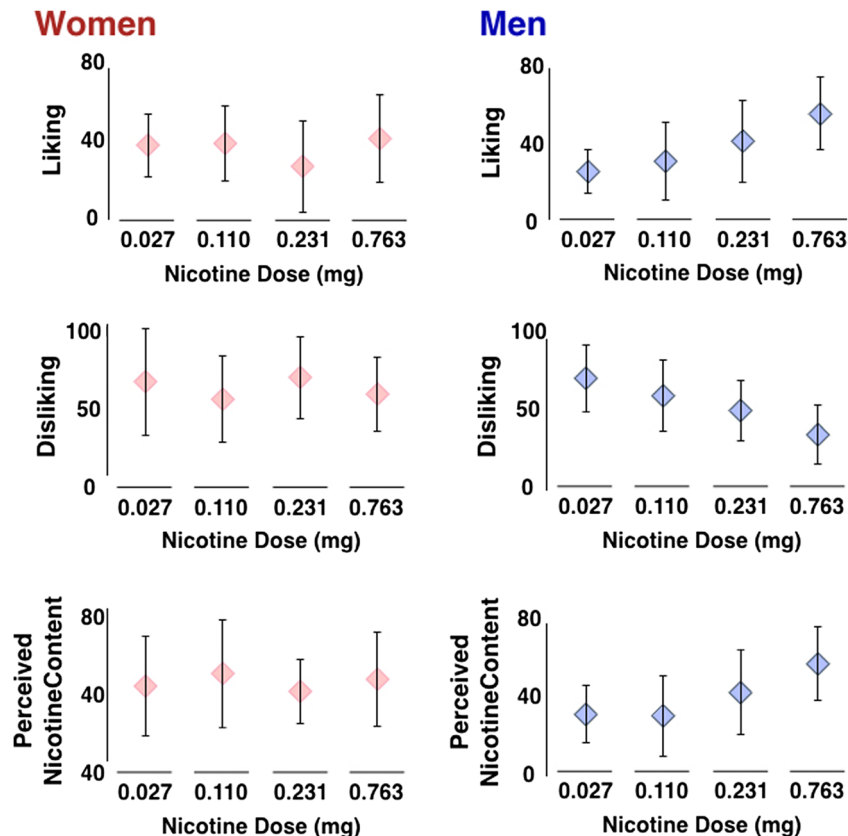 Women
Men
80
40
0
Liking
0.027 0.110 0.231 0.763
Nicotine Dose (mg)
80
40
0
Liking
0.027 0.110 0.231 0.763
Nicotine Dose (mg)
100
50
0
Disliking
0.027 0.110 0.231 0.763
Nicotine Dose (mg)
100
50
0
Disliking
0.027 0.110 0.231 0.763
Nicotine Dose (mg)
80
40
40
Perceived
NicotineContent
0.027 0.110 0.231 0.763
Nicotine Dose (mg)
80
40
0
Perceived
NicotineContent
0.027 0.110 0.231 0.763
Nicotine Dose (mg)